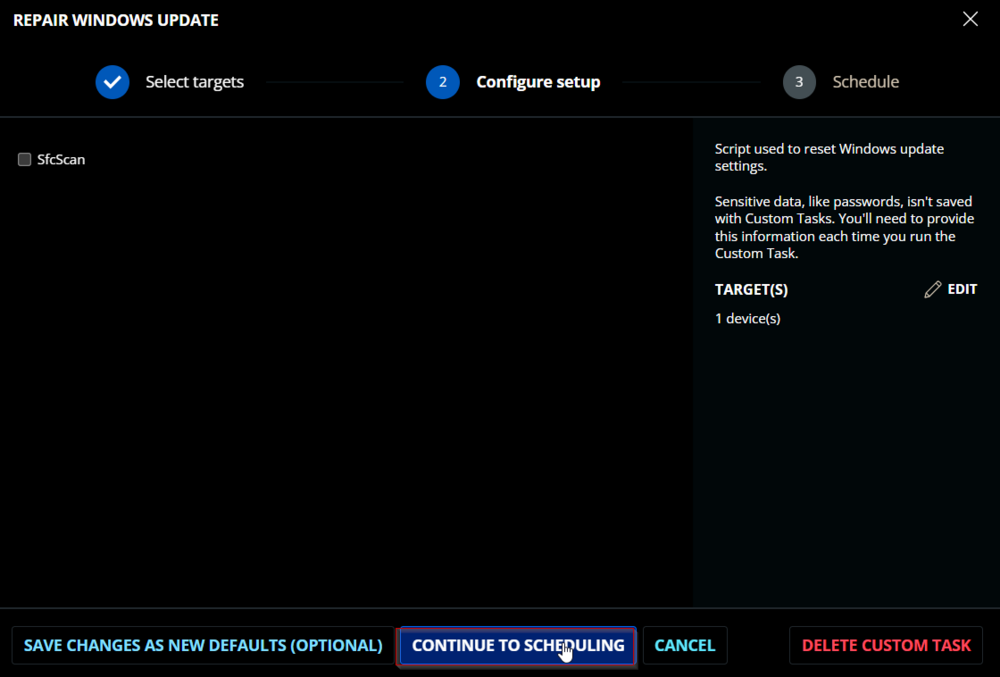 REPAIR WINDOWS UPDATE
Select targets
2
Configure setup
3
Schedule
SfcScan
Script used to reset Windows update
settings.
Sensitive data, like passwords, isn't saved
with Custom Tasks. You'll need to provide
this information each time you run the
Custom Task.
TARGET(S)
EDIT
1 device(s)
SAVE CHANGES AS NEW DEFAULTS (OPTIONAL)
CONTINUE TO SCHEDULING
CANCEL
DELETE CUSTOM TASK